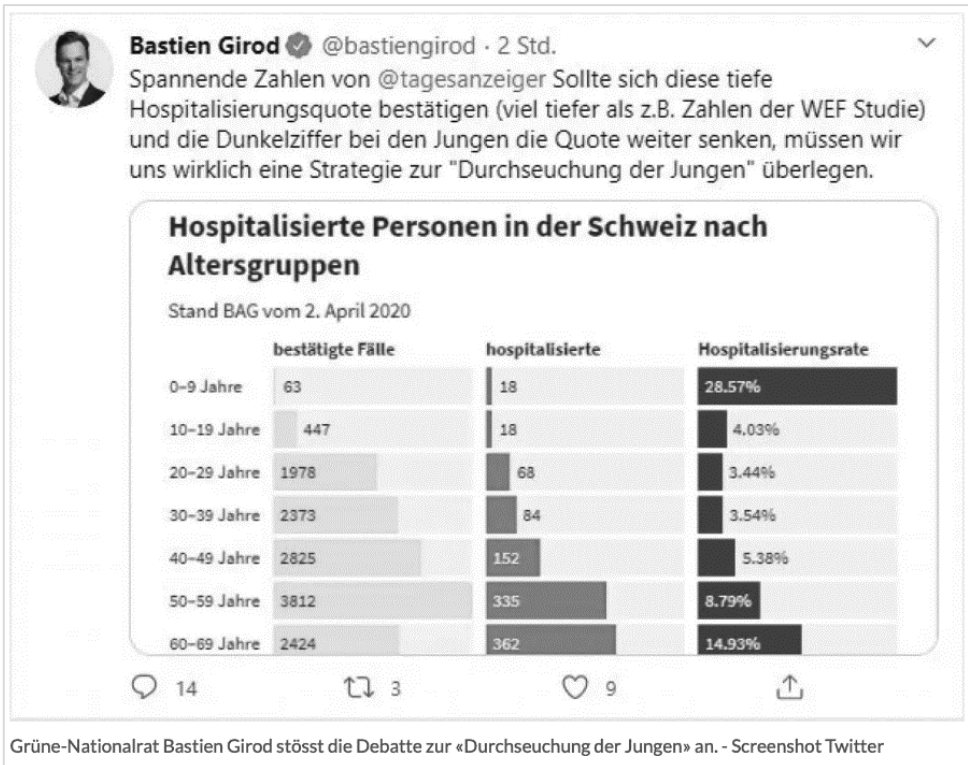 Bastien Girod @bastiengirod · 2 Std.
Spannende Zahlen von @tagesanzeiger Sollte sich diese tiefe
Hospitalisierungsquote bestätigen (viel tiefer als z.B. Zahlen der WEF Studie)
und die Dunkelziffer bei den Jungen die Quote weiter senken, müssen wir
uns wirklich eine Strategie zur "Durchseuchung der Jungen" überlegen.
Hospitalisierte Personen in der Schweiz nach
Altersgruppen
Stand BAG vom 2. April 2020
bestätigte Fälle hospitalisierte Hospitalisierungsrate
0–9 Jahre 63 18 28.57%
10–19 Jahre 447 18 4.03%
20–29 Jahre 1978 68 3.44%
30–39 Jahre 2373 84 3.54%
40–49 Jahre 2825 152 5.38%
50–59 Jahre 3812 335 8.79%
60–69 Jahre 2424 362 14.93%
14 3 9
Grüne-Nationalrat Bastien Girod stösst die Debatte zur «Durchseuchung der Jungen» an. - Screenshot Twitter